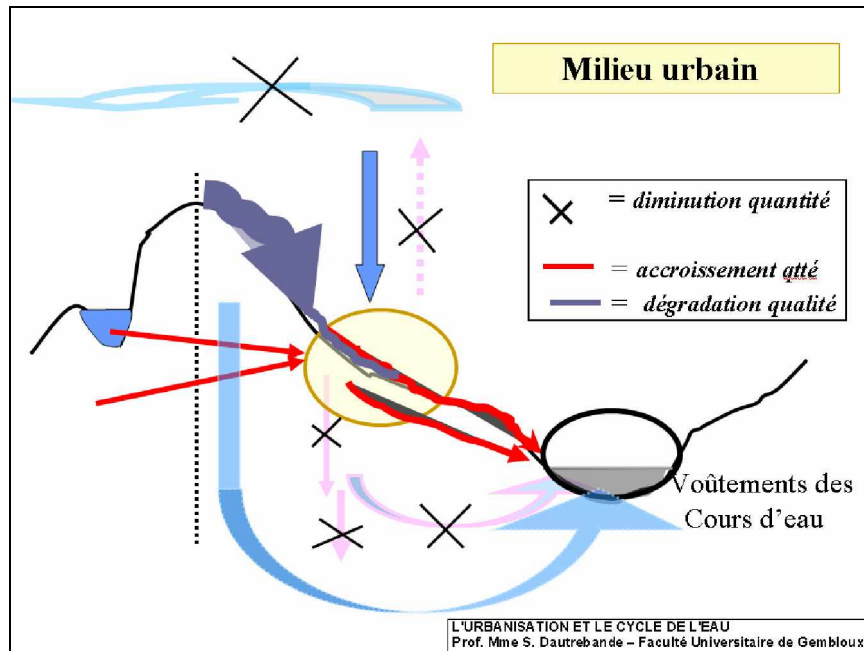 Milieu urbain
= diminution quantité
= accroissement qtté
= dégradation qualité
Voûtements des
Cours d'eau
L'URBANISATION ET LE CYCLE DE L'EAU
Prof. Mme S. Dautrebande – Faculté Universitaire de Gembloux